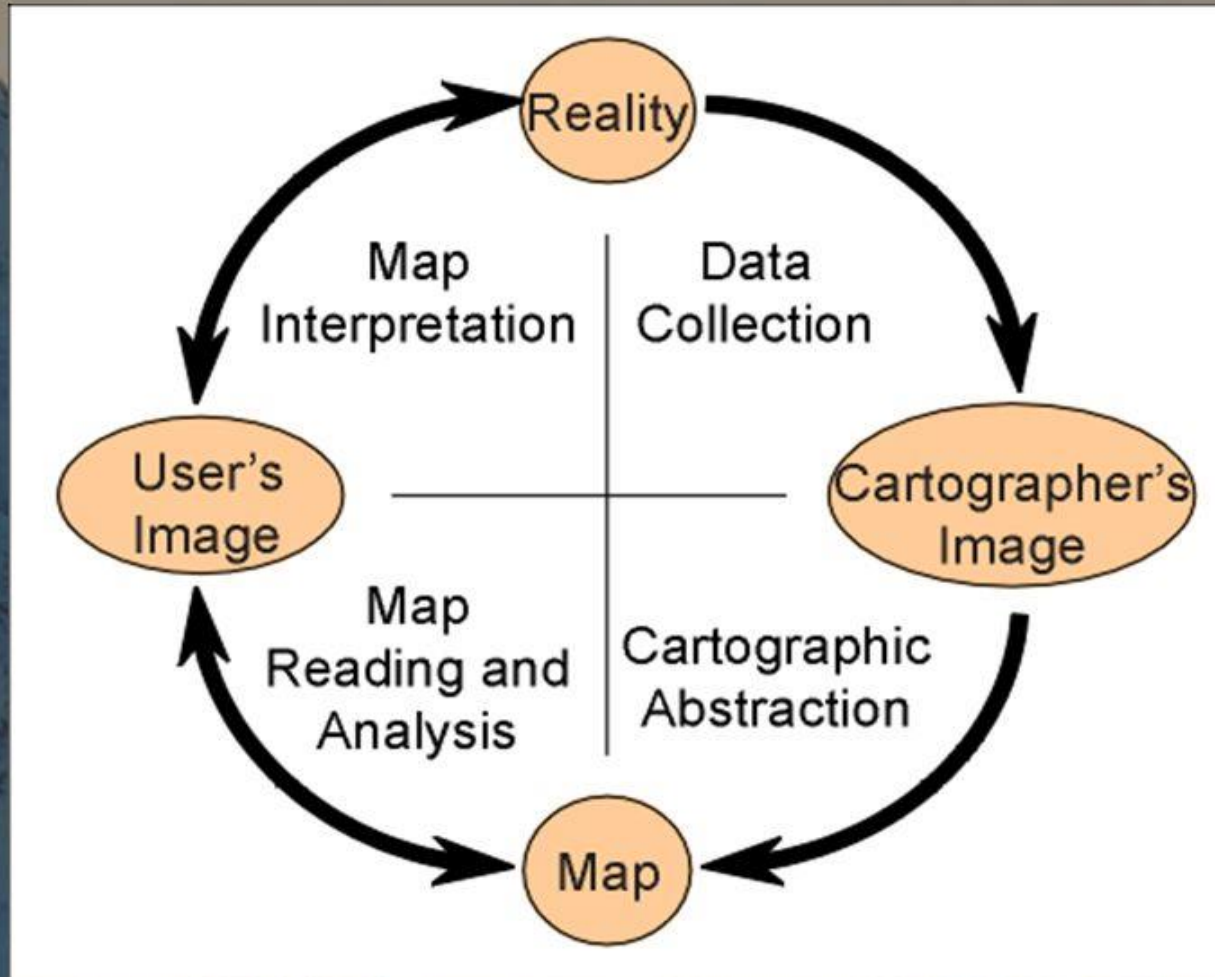 Reality
Map
Interpretation
Data
Collection
User’s
Image
Cartographer’s
Image
Map
Reading and
Analysis
Cartographic
Abstraction
Map